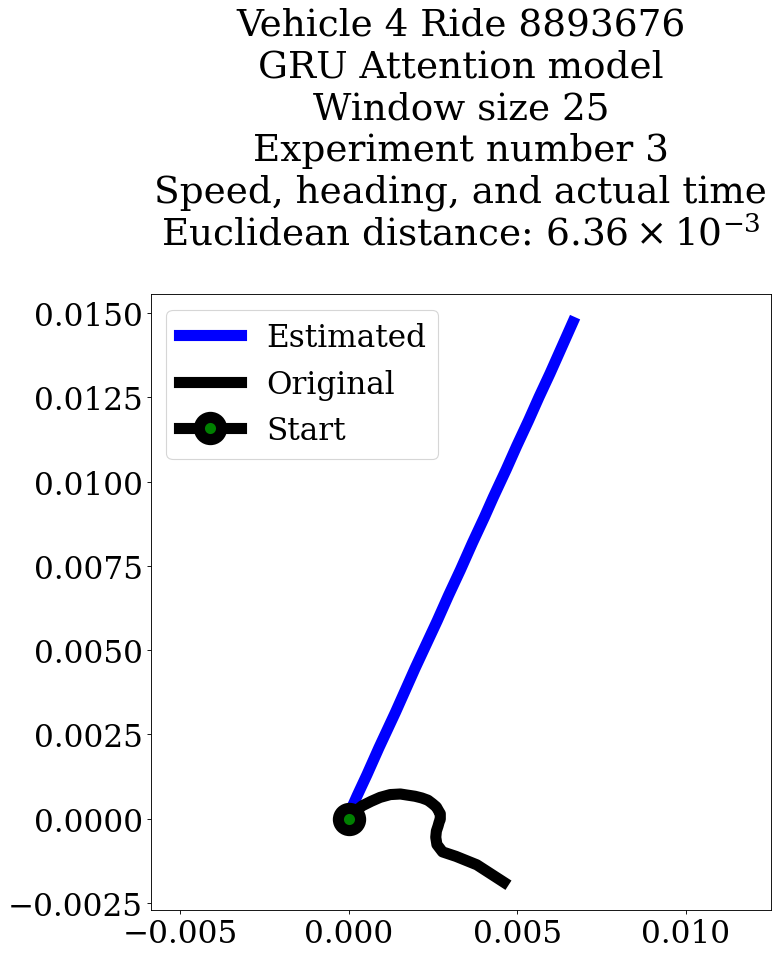 Vehicle 4 Ride 8893676
GRU Attention model
Window size 25
Experiment number 3
Speed, heading, and actual time
Euclidean distance: 6.36 × 10⁻³
0.0150
0.0125
0.0100
0.0075
0.0050
0.0025
0.0000
−0.0025
Estimated
Original
Start
−0.005 0.000 0.005 0.010